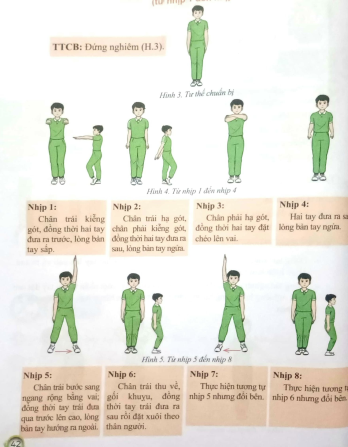 TTCB: Đứng nghiêm (H.3).
Hình 3. Tư thế chuẩn bị
Hình 4. Từ nhịp 1 đến nhịp 4
Nhịp 1:
Chân trái kiễng
gót, đồng thời hai tay
đưa ra trước, lòng bàn
tay sấp.
Nhịp 2:
Chân trái hạ gót,
chân phải kiễng gót,
đồng thời hai tay đưa ra
sau, lòng bàn tay ngửa.
Nhịp 3:
Chân phải hạ gót,
đồng thời hai tay đặt
chéo lên vai.
Nhịp 4:
Hai tay đưa ra
lòng bàn tay ngửa.
Hình 5. Từ nhịp 5 đến nhịp 8
Nhịp 5:
Chân trái bước sang
ngang rộng bằng vai;
đồng thời tay trái đưa
qua trước lên cao, lòng
bàn tay hướng ra ngoài.
Nhịp 6:
Chân trái thu về,
gối khuỵu, đồng
thời tay trái đưa ra
sau rồi đặt xuôi theo
thân người.
Nhịp 7:
Thực hiện tương tự
nhịp 5 nhưng đổi bên.
Nhịp 8:
Thực hiện tương
nhịp 6 nhưng đổi bên.